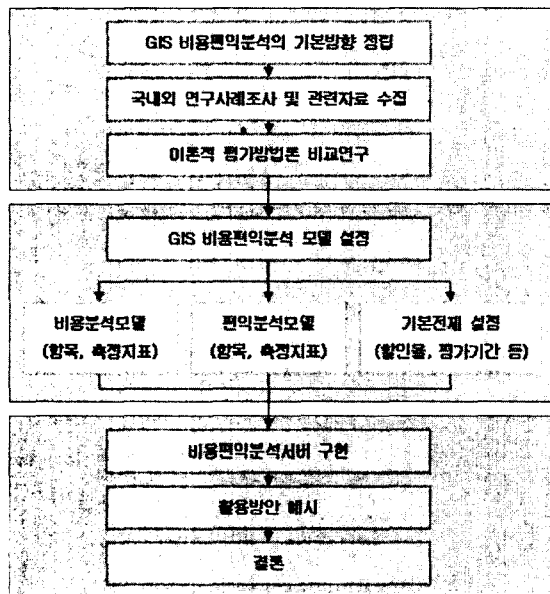 GIS 비용편익분석의 기본방향 정립
국내외 연구사례조사 및 관련자료 수집
이론적 평가방법론 비교연구
GIS 비용편익분석 모델 설정
비용분석모델
(항목, 측정지표)
편익분석모델
(항목, 측정지표)
기본전제 설정
(할인율, 평가기간 등)
비용편익분석서버 구현
활용방안 예시
결론